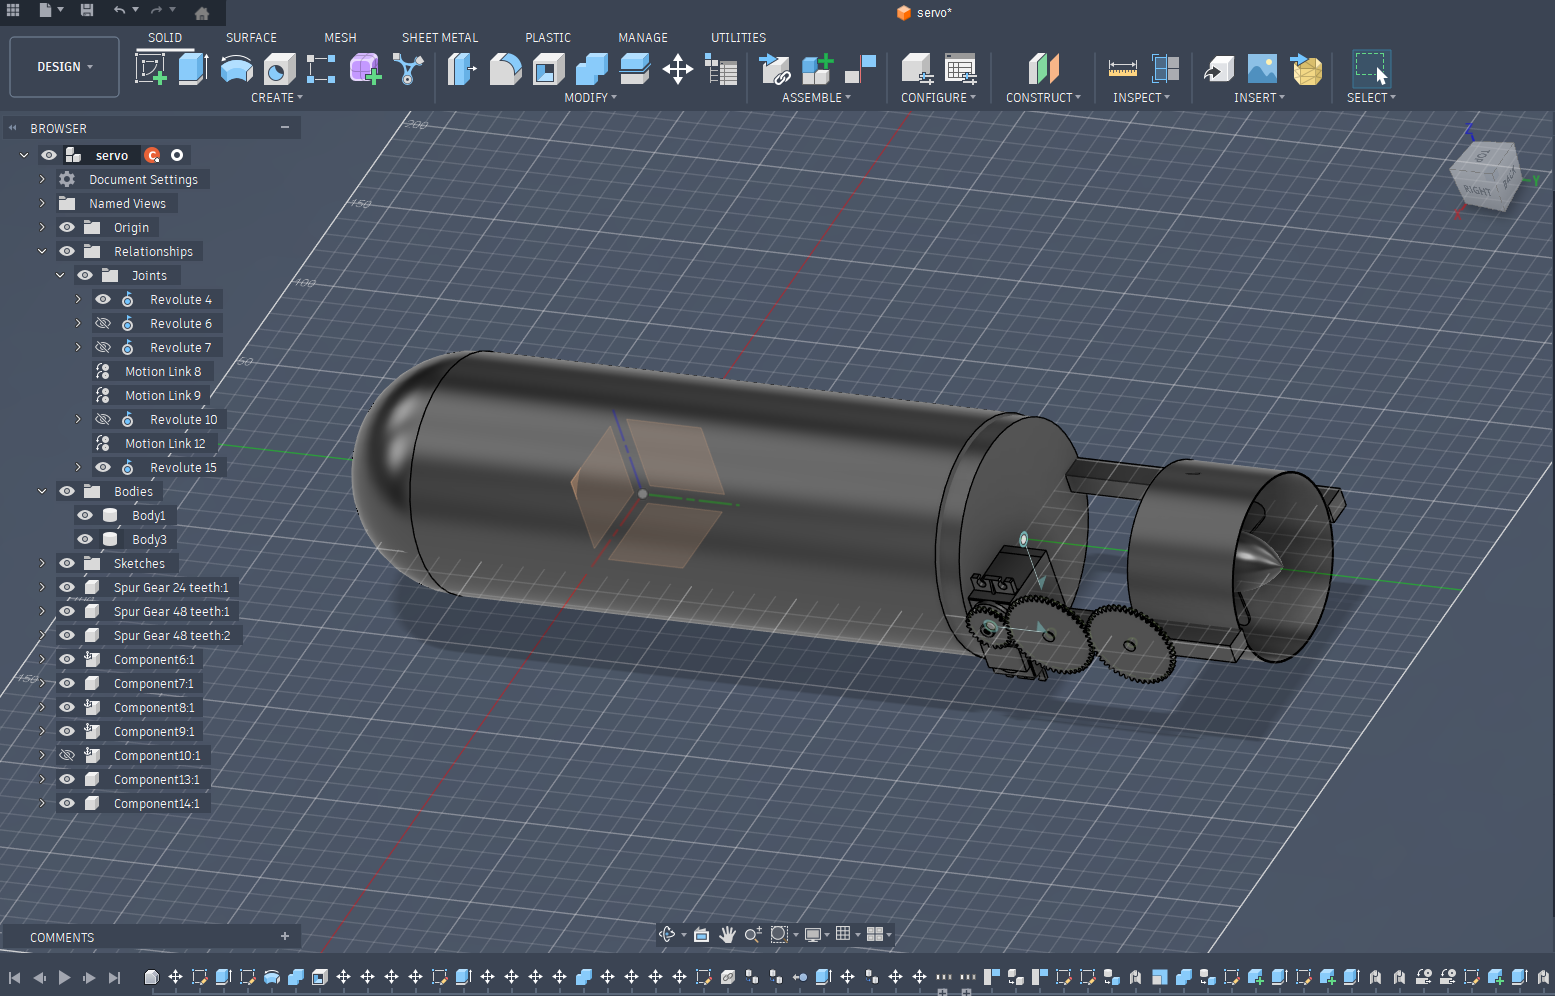 servo*
SOLID SURFACE MESH SHEET METAL PLASTIC MANAGE UTILITIES
DESIGN
CREATE MODIFY ASSEMBLE CONFIGURE CONSTRUCT INSPECT INSERT SELECT
BROWSER
servo
Document Settings
Named Views
Origin
Relationships
Joints
Revolute 4
Revolute 6
Revolute 7
Motion Link 8
Motion Link 9
Revolute 10
Motion Link 12
Revolute 15
Bodies
Body1
Body3
Sketches
Spur Gear 24 teeth:1
Spur Gear 48 teeth:1
Spur Gear 48 teeth:2
Component6:1
Component7:1
Component8:1
Component9:1
Component10:1
Component13:1
Component14:1
COMMENTS
200
150
100
50
150
Z
TOP
RIGHT
BACK
Y